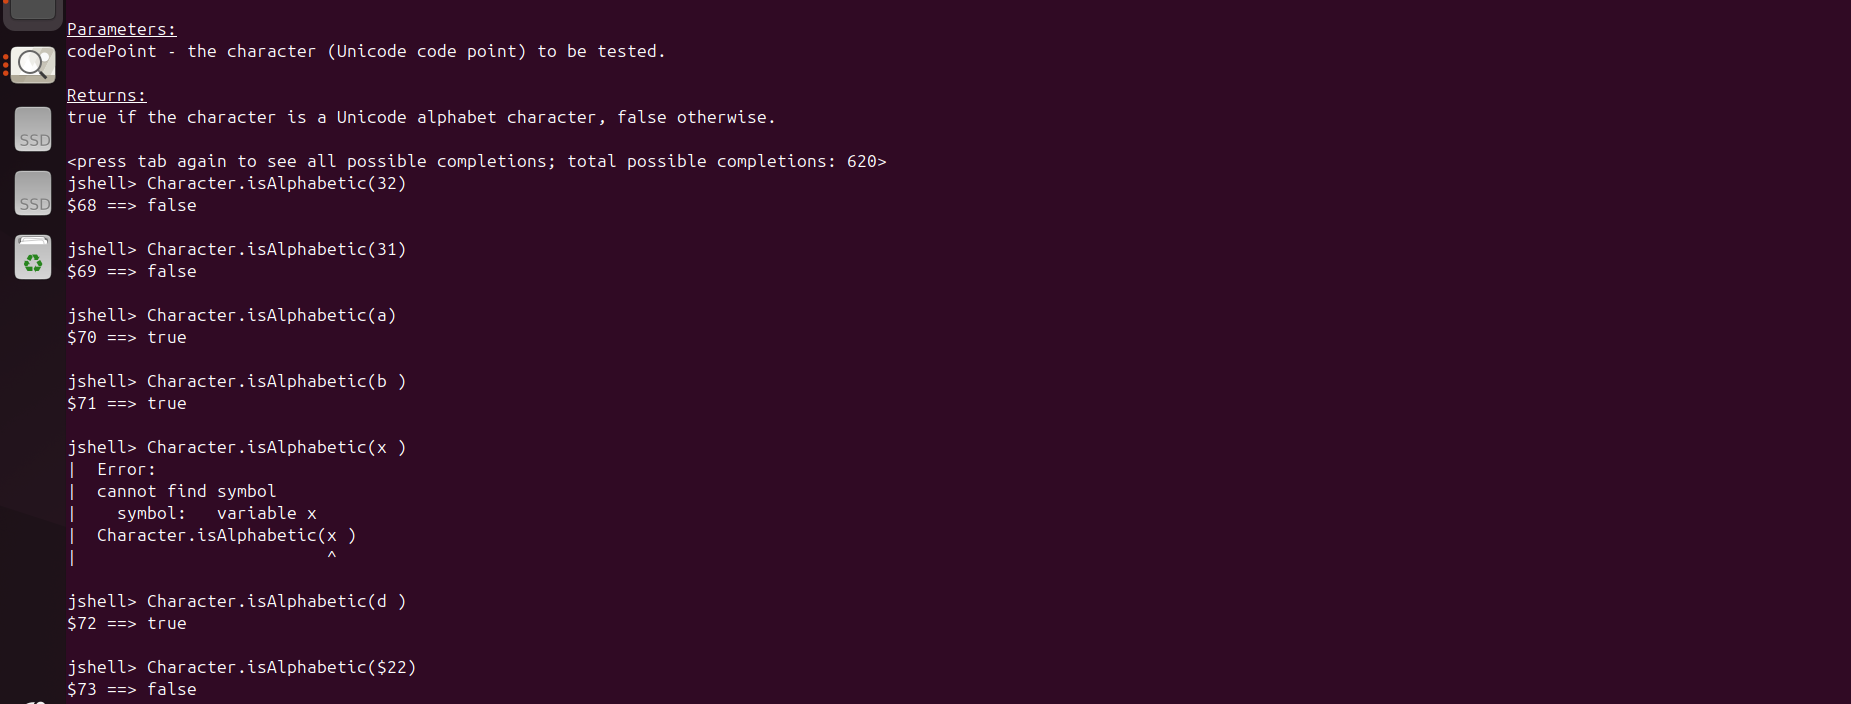 Parameters:
codePoint - the character (Unicode code point) to be tested.
Returns:
true if the character is a Unicode alphabet character, false otherwise.
<press tab again to see all possible completions; total possible completions: 620>
jshell> Character.isAlphabetic(32)
$68 ==> false
jshell> Character.isAlphabetic(31)
$69 ==> false
jshell> Character.isAlphabetic(a)
$70 ==> true
jshell> Character.isAlphabetic(b )
$71 ==> true
jshell> Character.isAlphabetic(x )
|  Error:
|  cannot find symbol
|    symbol:   variable x
|  Character.isAlphabetic(x )
|                         ^
jshell> Character.isAlphabetic(d )
$72 ==> true
jshell> Character.isAlphabetic($22)
$73 ==> false
SSD
SSD